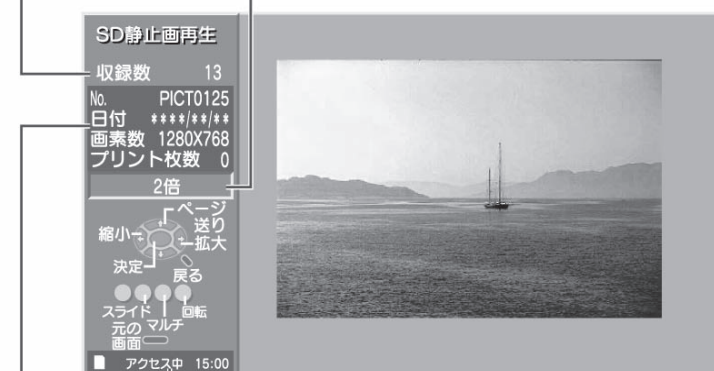 SD静止画再生
収録数 13
No. PICT0125
日付 ****/**/**
画素数 1280X768
プリント枚数 0
2倍
ページ
送り
縮小
拡大
決定
戻る
スライド
マルチ
回転
元の
画面
アクセス中 15:00